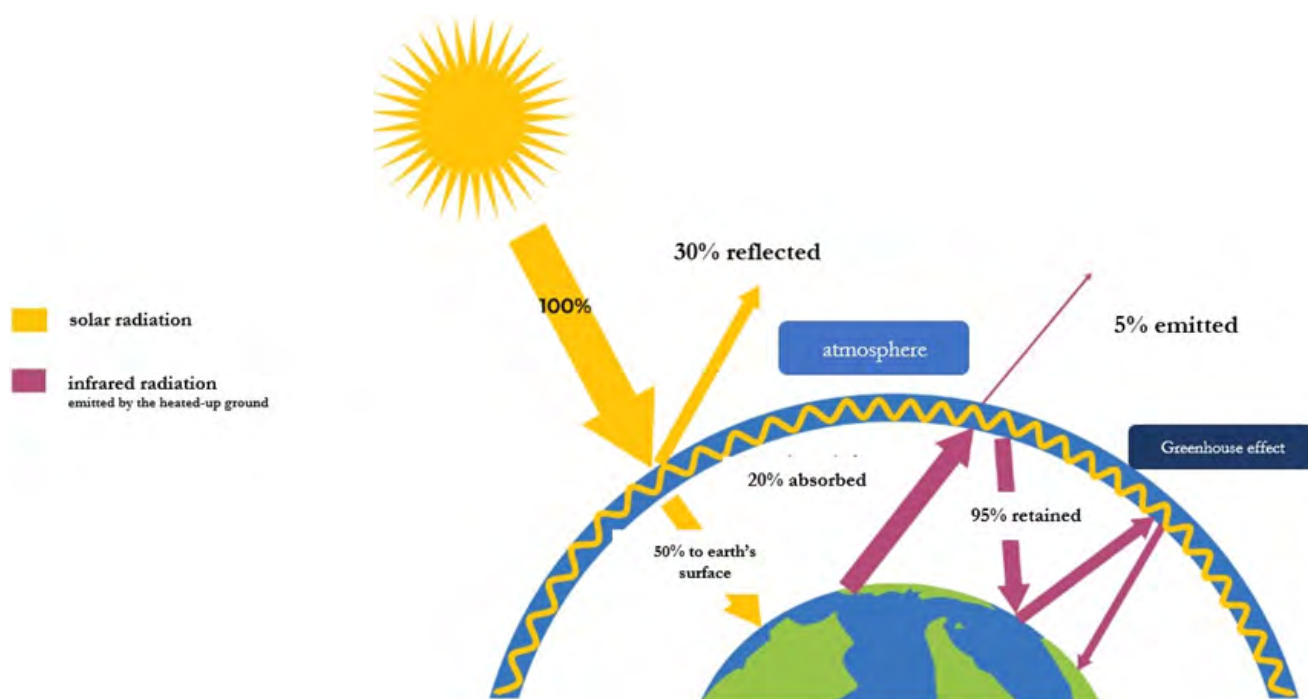 30% reflected
100%
solar radiation
5% emitted
atmosphere
infrared radiation
emitted by the heated-up ground
Greenhouse effect
20% absorbed
95% retained
50% to earth's
surface